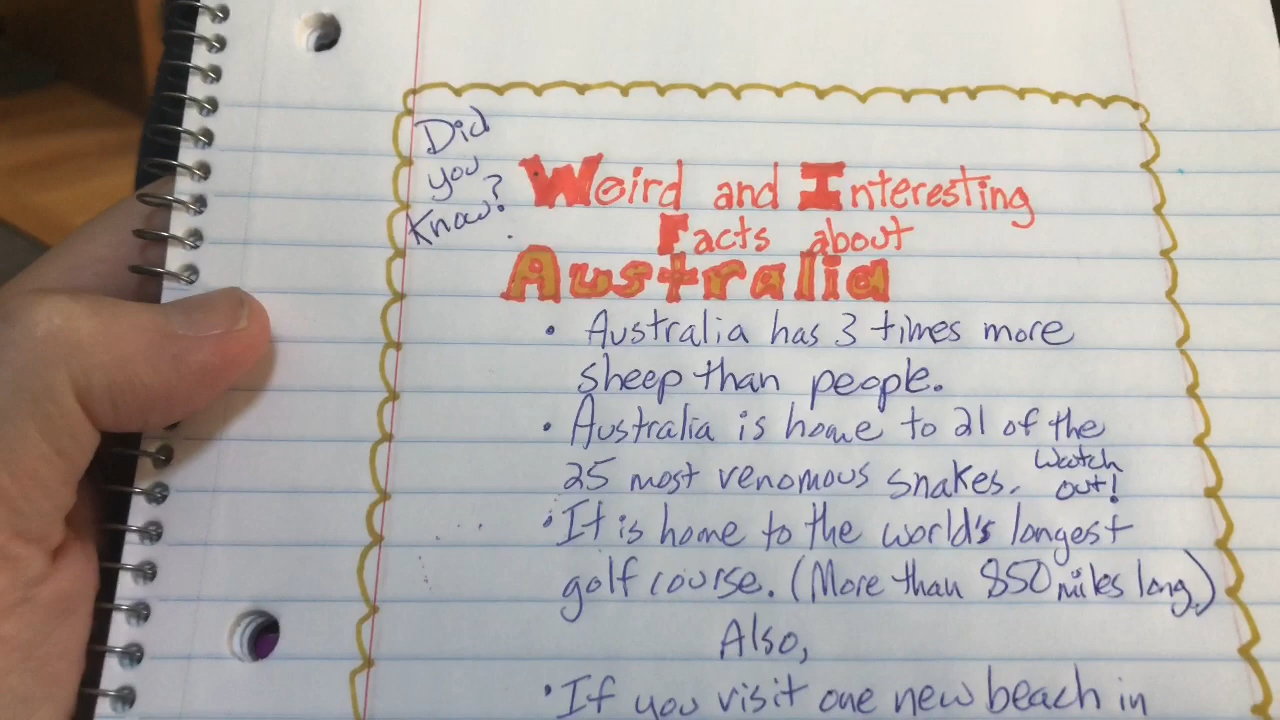 Did
you
know?
Weird and Interesting
Facts about
Australia
• Australia has 3 times more
sheep than people.
• Australia is home to 21 of the
25 most venomous snakes. Watch
out!
• It is home to the world's longest
golf course. (More than 850 miles long.)
Also,
• If you visit one new beach in